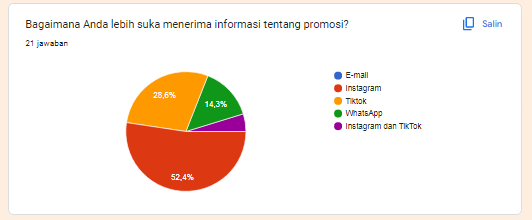 Bagaimana Anda lebih suka menerima informasi tentang promosi?
Salin
21 jawaban
E-mail
Instagram
Tiktok
WhatsApp
Instagram dan TikTok
28,6%
14,3%
52,4%